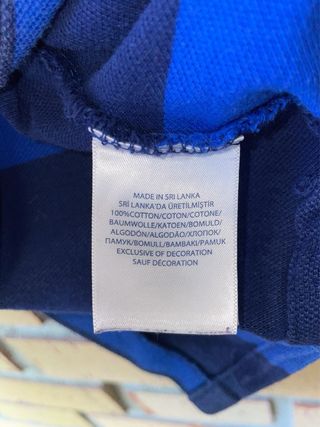 MADE IN SRI LANKA
SRİ LANKA'DA ÜRETİLMİŞTİR
100%COTTON/COTON/COTONE/
BAUMWOLLE/KATOEN/BOMULD/
ALGODÓN/ALGODÃO/ХЛОПОК/
ПАМУК/BOMULL/BAMBAKI/PAMUK
EXCLUSIVE OF DECORATION
SAUF DÉCORATION